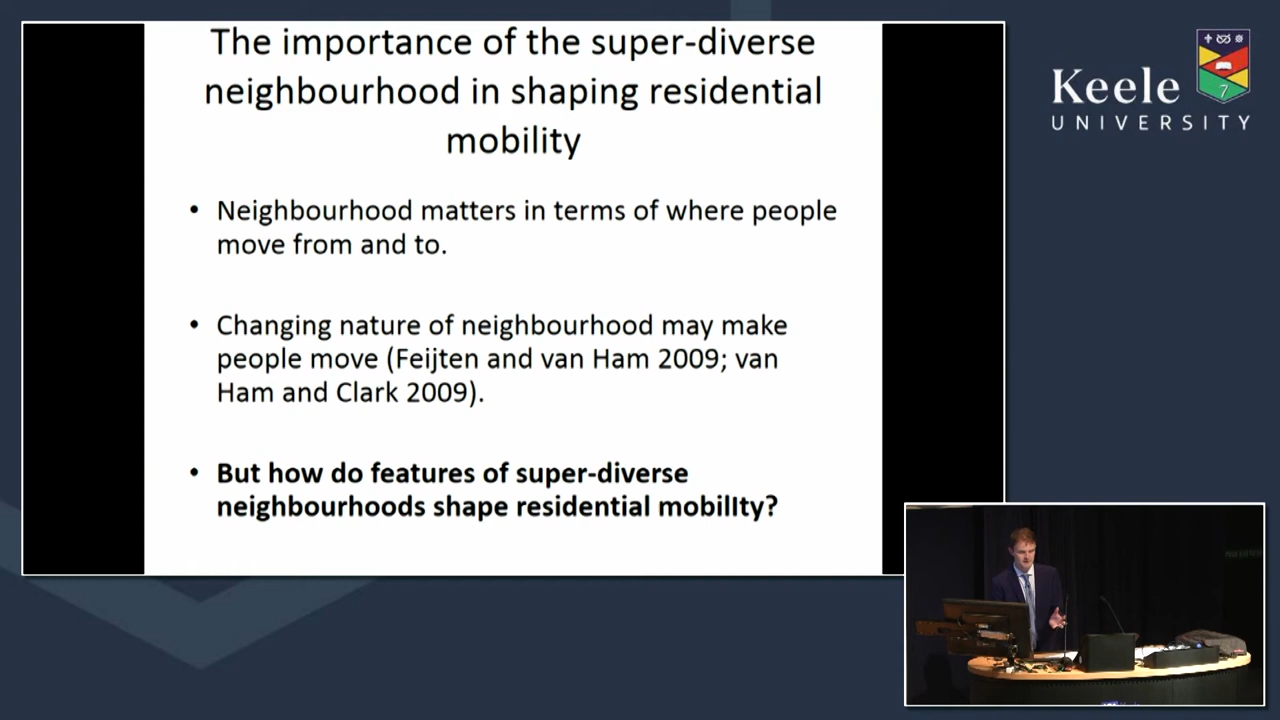 The importance of the super-diverse
neighbourhood in shaping residential
mobility
• Neighbourhood matters in terms of where people
move from and to.
• Changing nature of neighbourhood may make
people move (Feijten and van Ham 2009; van
Ham and Clark 2009).
• But how do features of super-diverse
neighbourhoods shape residential mobilIty?
Keele
UNIVERSITY